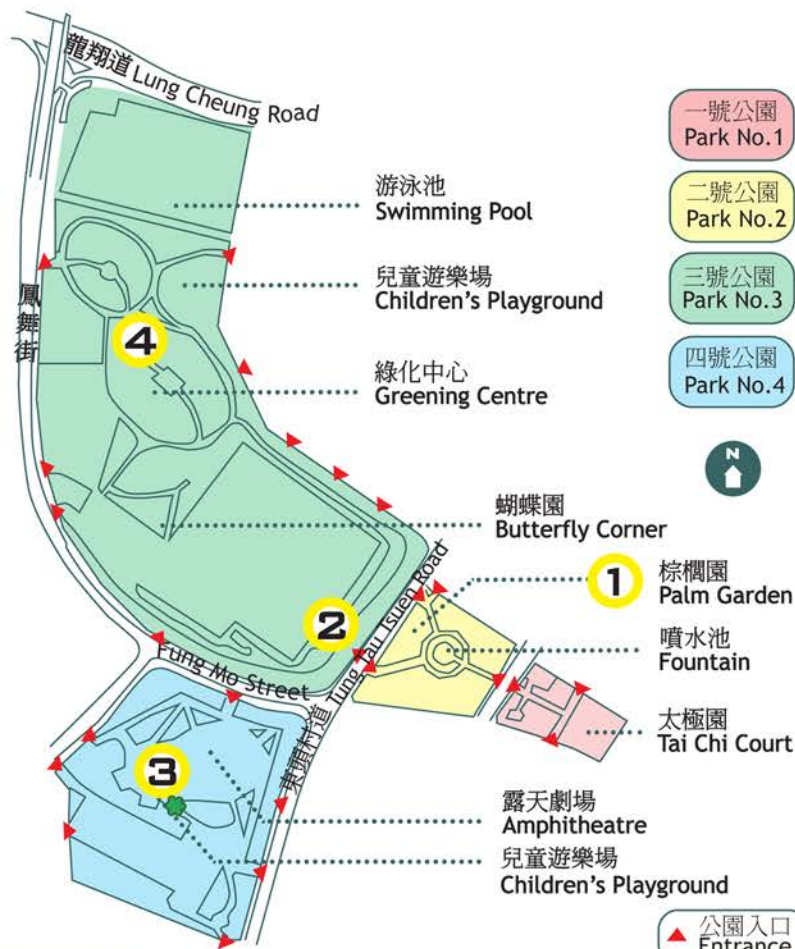 龍翔道 Lung Cheung Road
一號公園
Park No.1
二號公園
Park No.2
三號公園
Park No.3
四號公園
Park No.4
游泳池
Swimming Pool
兒童遊樂場
Children's Playground
鳳舞街
4
綠化中心
Greening Centre
N
蝴蝶園
Butterfly Corner
1
棕櫚園
Palm Garden
2
噴水池
Fountain
Fung Mo Street
東頭村道 Tung Tau Tsuen Road
太極園
Tai Chi Court
3
露天劇場
Amphitheatre
兒童遊樂場
Children's Playground
公園入口
Entrance